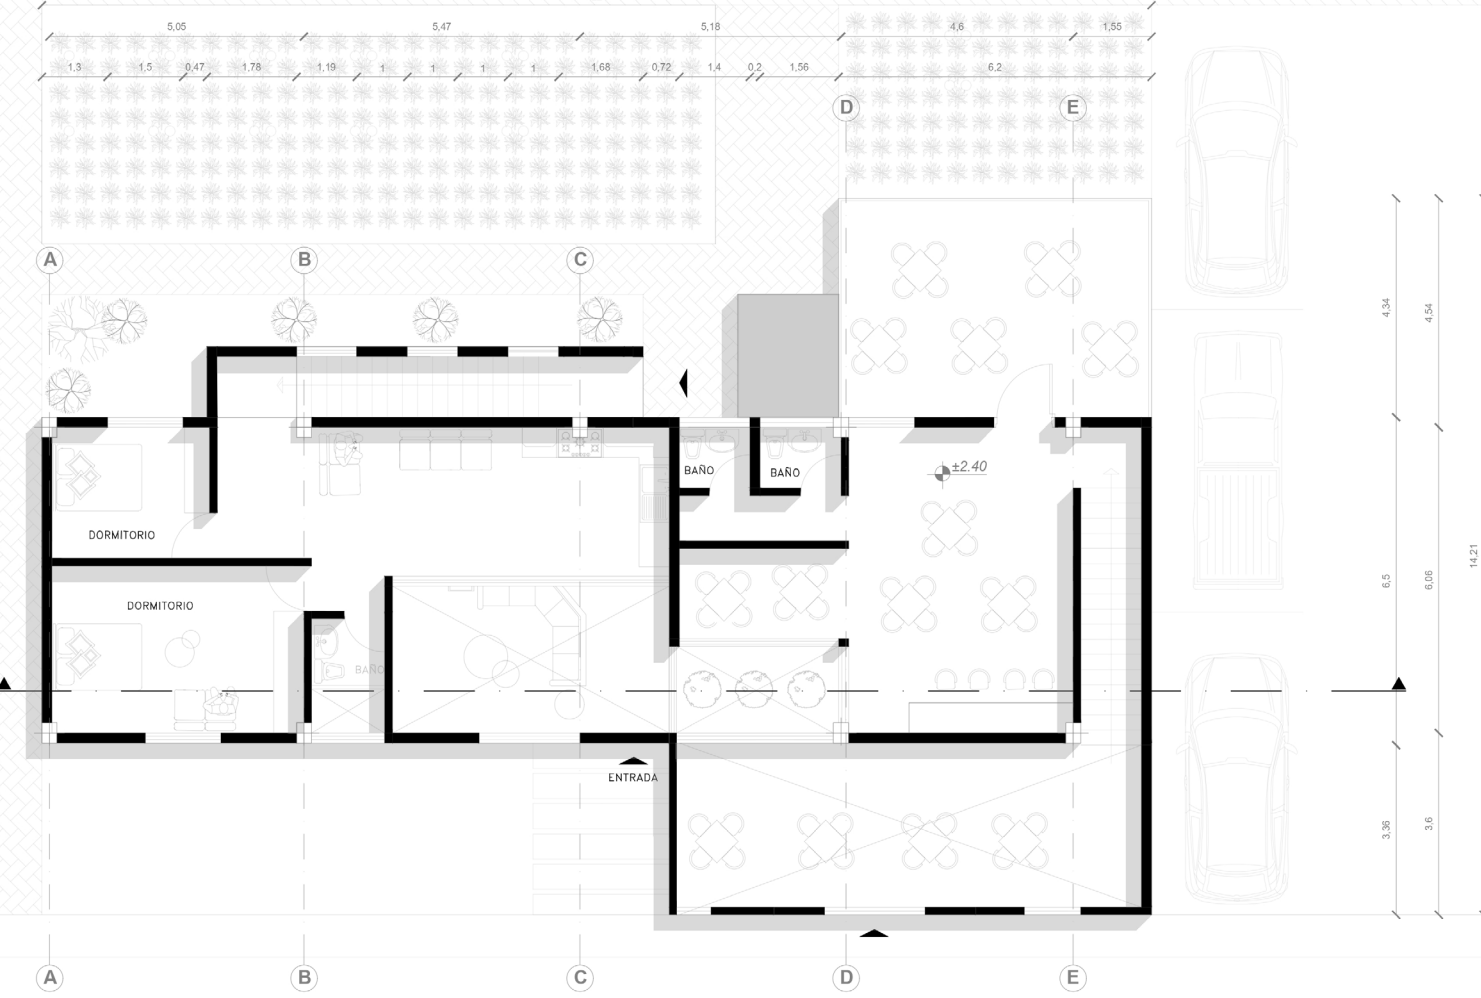 5,05 5,47 5,18 4,6 1,55
1,3 1,5 0,47 1,78 1,19 1 1 1 1 1,68 0,72 1,4 0,2 1,56 6,2
D E
A B C
4,34 4,54
BAÑO BAÑO ±2.40
DORMITORIO
14,21
6,5 6,06
DORMITORIO
BAÑO
ENTRADA
3,36 3,6
A B C D E